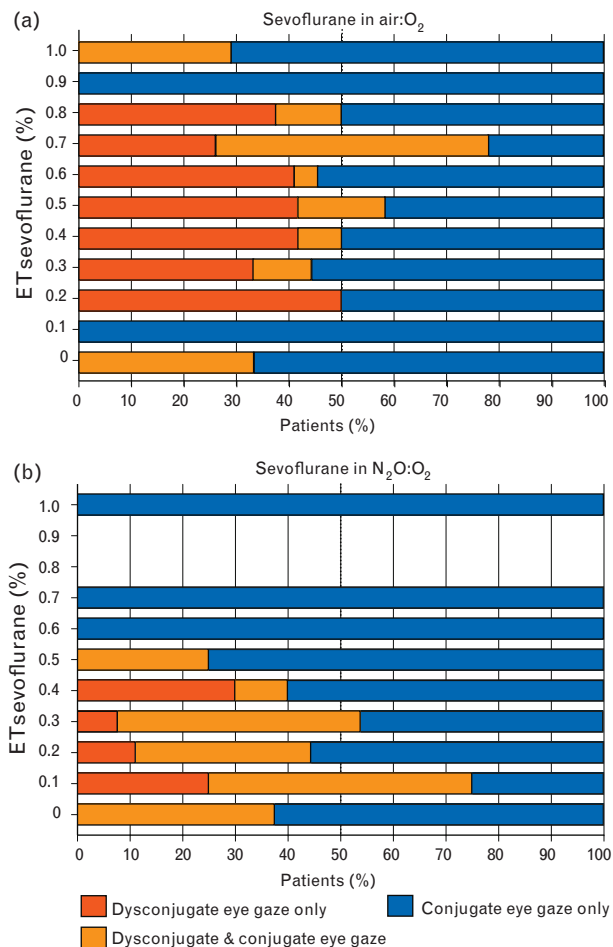 (a)
Sevoflurane in air:O2
ET sevoflurane (%)
1.0
0.9
0.8
0.7
0.6
0.5
0.4
0.3
0.2
0.1
0
0 10 20 30 40 50 60 70 80 90 100
Patients (%)
(b)
Sevoflurane in N2O:O2
ET sevoflurane (%)
1.0
0.9
0.8
0.7
0.6
0.5
0.4
0.3
0.2
0.1
0
0 10 20 30 40 50 60 70 80 90 100
Patients (%)
Dysconjugate eye gaze only
Conjugate eye gaze only
Dysconjugate & conjugate eye gaze